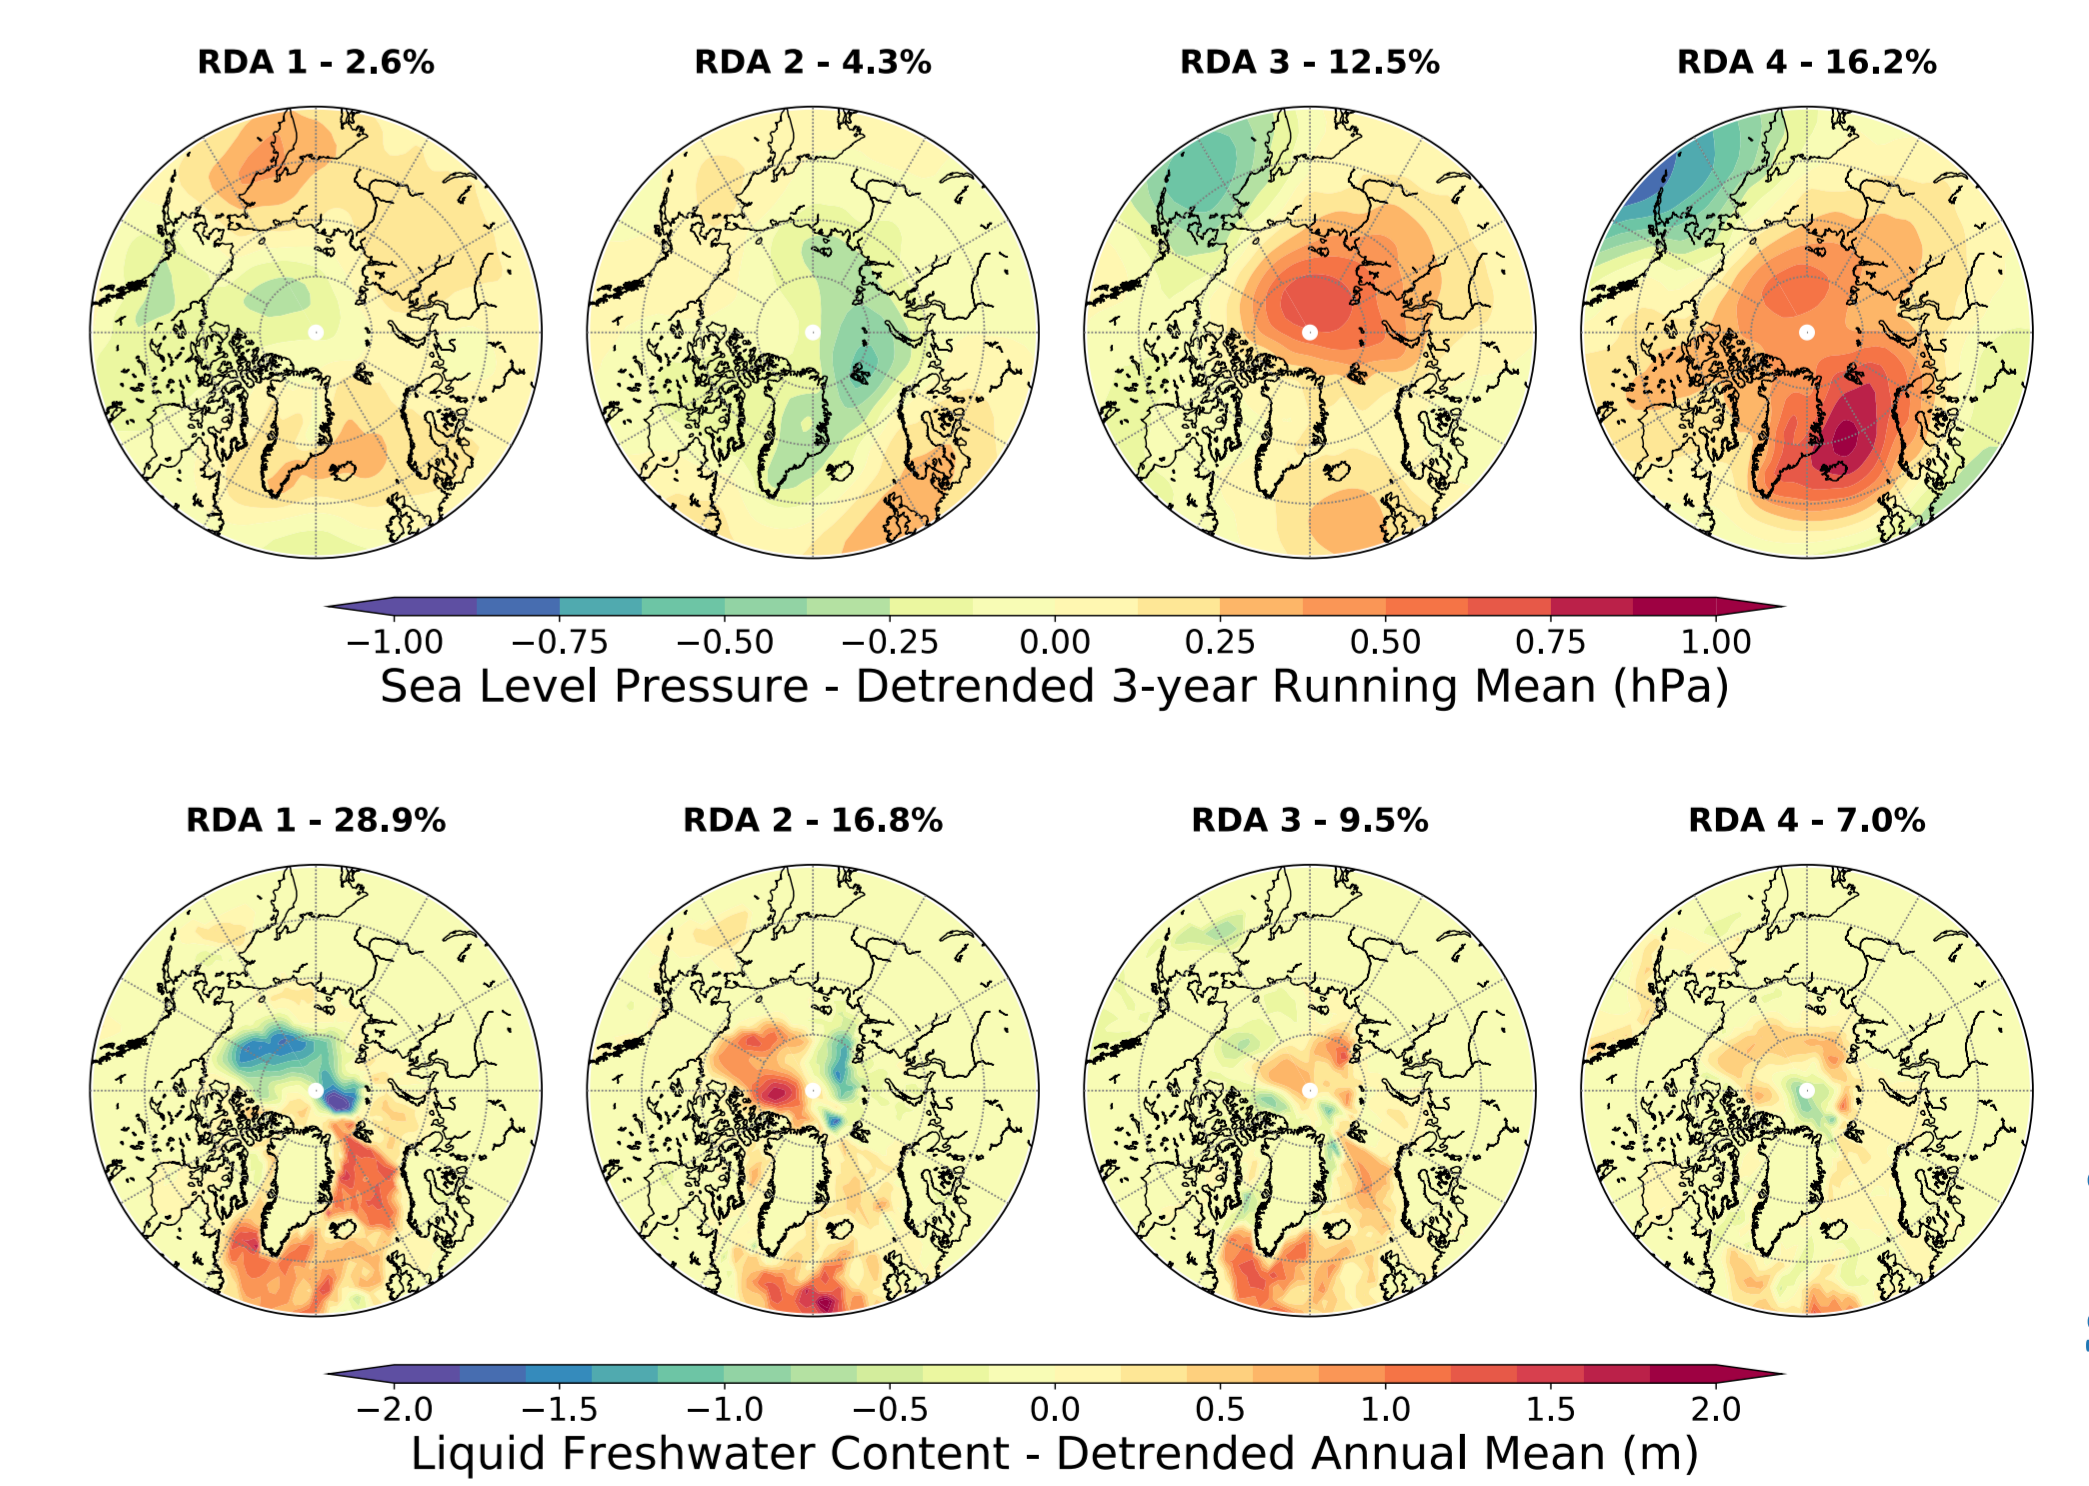 RDA 1 - 2.6% RDA 2 - 4.3% RDA 3 - 12.5% RDA 4 - 16.2%
−1.00 −0.75 −0.50 −0.25 0.00 0.25 0.50 0.75 1.00
Sea Level Pressure - Detrended 3-year Running Mean (hPa)
RDA 1 - 28.9% RDA 2 - 16.8% RDA 3 - 9.5% RDA 4 - 7.0%
−2.0 −1.5 −1.0 −0.5 0.0 0.5 1.0 1.5 2.0
Liquid Freshwater Content - Detrended Annual Mean (m)